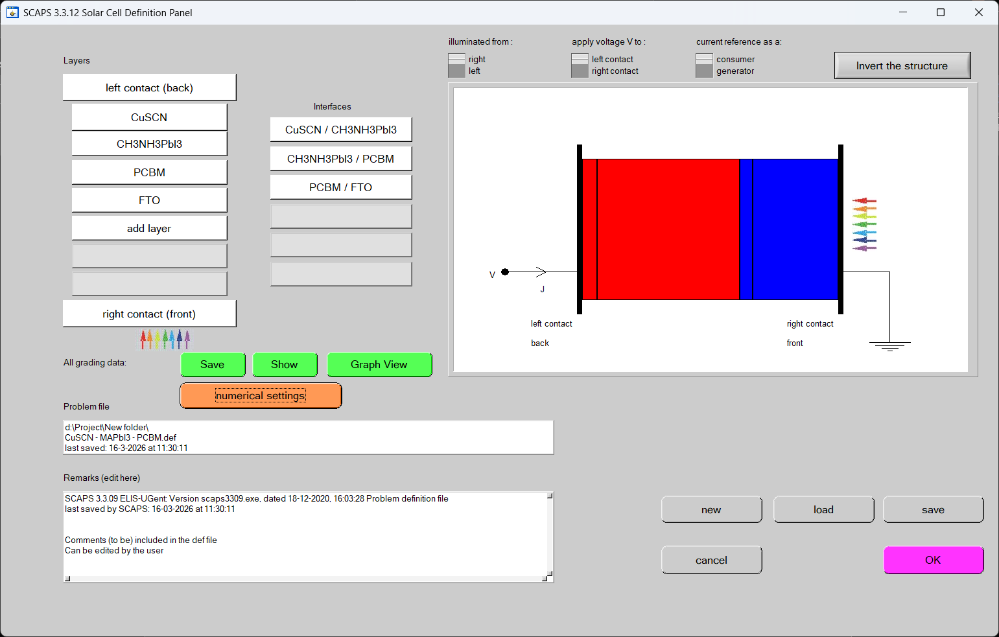 SCAPS 3.3.12 Solar Cell Definition Panel
illuminated from :
right
left
apply voltage V to :
left contact
right contact
current reference as a:
consumer
generator
Invert the structure
Layers
left contact (back)
CuSCN
CH3NH3PbI3
PCBM
FTO
add layer
right contact (front)
Interfaces
CuSCN / CH3NH3PbI3
CH3NH3PbI3 / PCBM
PCBM / FTO
V
J
left contact
back
right contact
front
All grading data:
Save
Show
Graph View
numerical settings
Problem file
d:\Project\New folder\
CuSCN - MAPbI3 - PCBM.def
last saved: 16-3-2026 at 11:30:11
Remarks (edit here)
SCAPS 3.3.09 ELIS-UGent: Version scaps3309.exe, dated 18-12-2020, 16:03:28 Problem definition file
last saved by SCAPS: 16-03-2026 at 11:30:11
Comments (to be) included in the def file
Can be edited by the user
new
load
save
cancel
OK